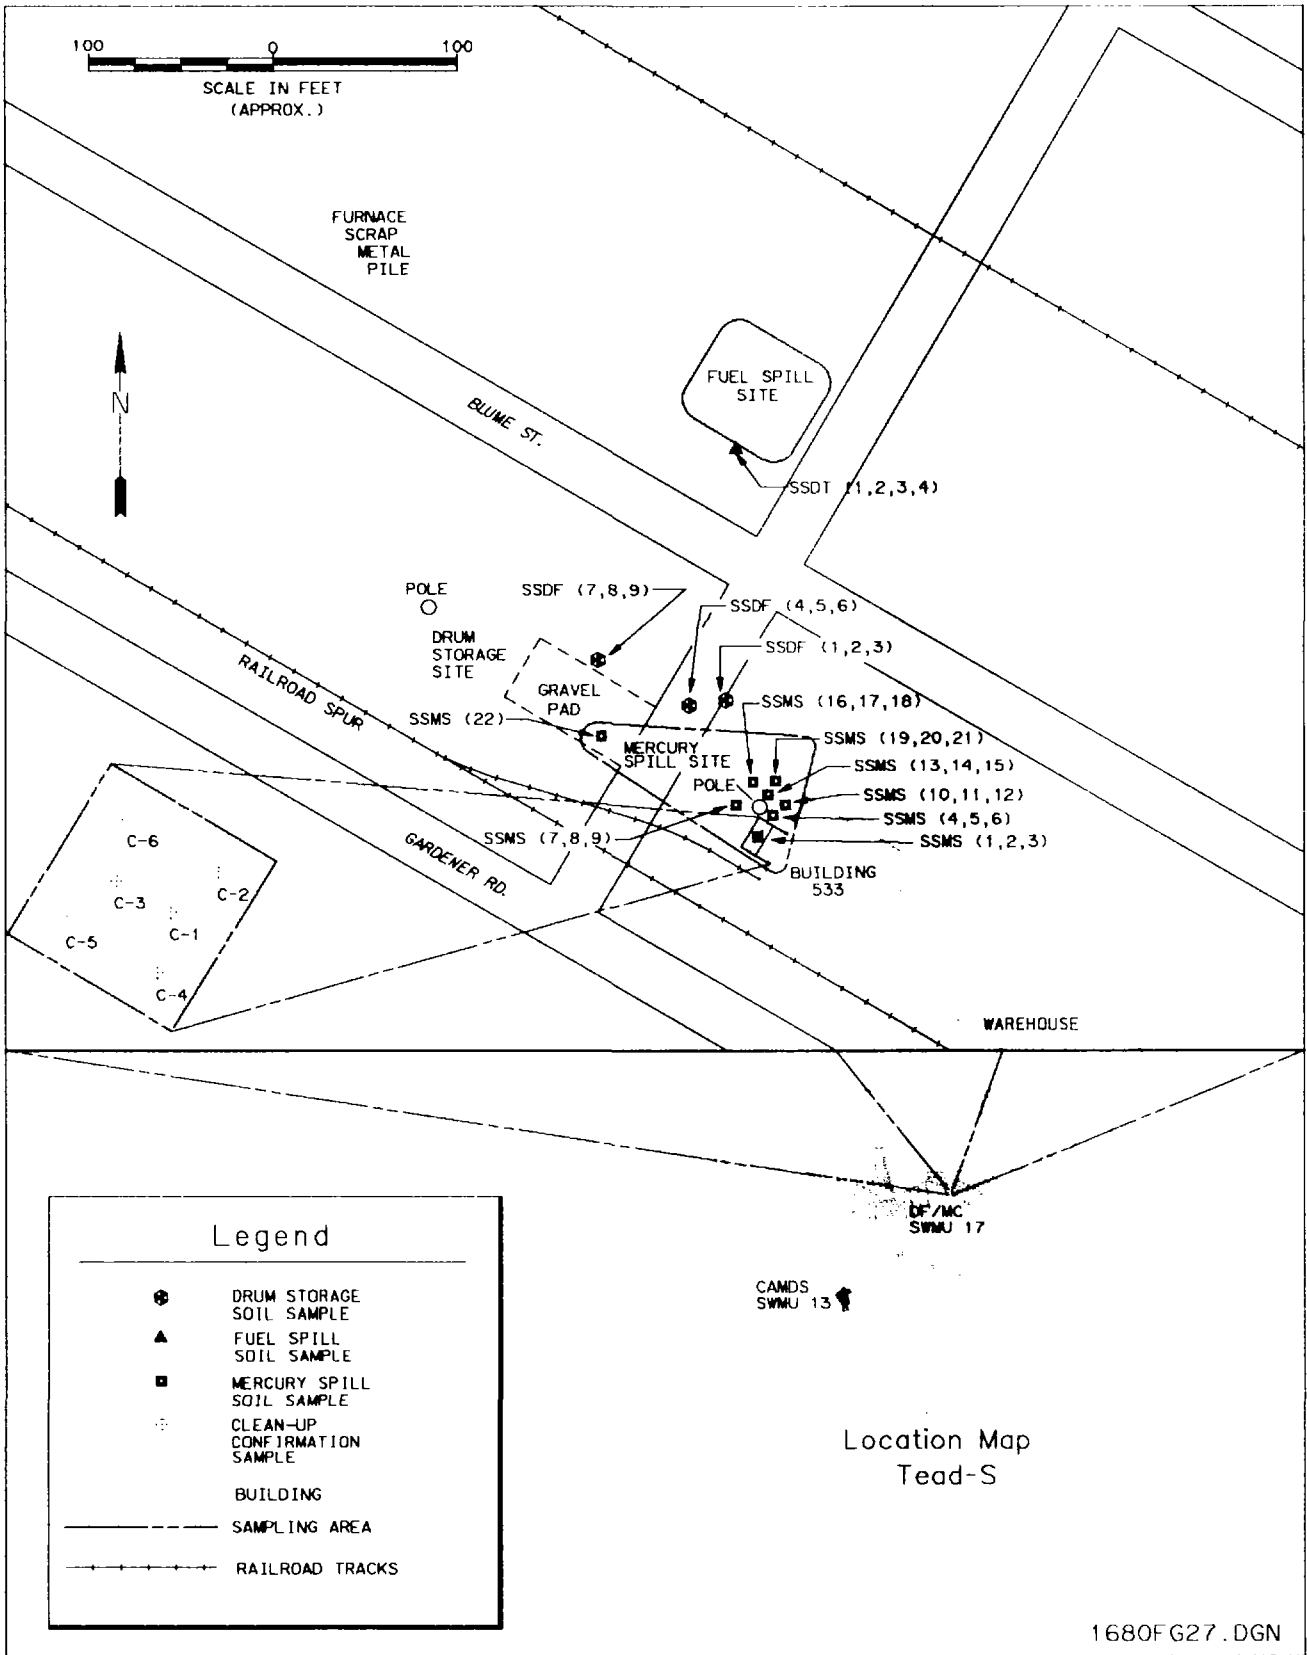 100 0 100
SCALE IN FEET
(APPROX.)
FURNACE
SCRAP
METAL
PILE
N
FUEL SPILL
SITE
BLUME ST.
SSDT (1,2,3,4)
POLE
SSDF (7,8,9)
SSDF (4,5,6)
DRUM
STORAGE
SITE
SSDF (1,2,3)
RAILROAD SPUR
GRAVEL
PAD
SSMS (16,17,18)
SSMS (22)
SSMS (19,20,21)
MERCURY
SPILL SITE
SSMS (13,14,15)
POLE
SSMS (10,11,12)
SSMS (4,5,6)
SSMS (7,8,9)
SSMS (1,2,3)
GARDENER RD.
BUILDING
533
C-6
C-2
C-3
C-1
C-5
C-4
WAREHOUSE
DF/MC
SWMU 17
CAMDS
SWMU 13
Legend
DRUM STORAGE
SOIL SAMPLE
FUEL SPILL
SOIL SAMPLE
MERCURY SPILL
SOIL SAMPLE
CLEAN-UP
CONFIRMATION
SAMPLE
BUILDING
SAMPLING AREA
RAILROAD TRACKS
Location Map
Tead-S
1680FG27.DGN